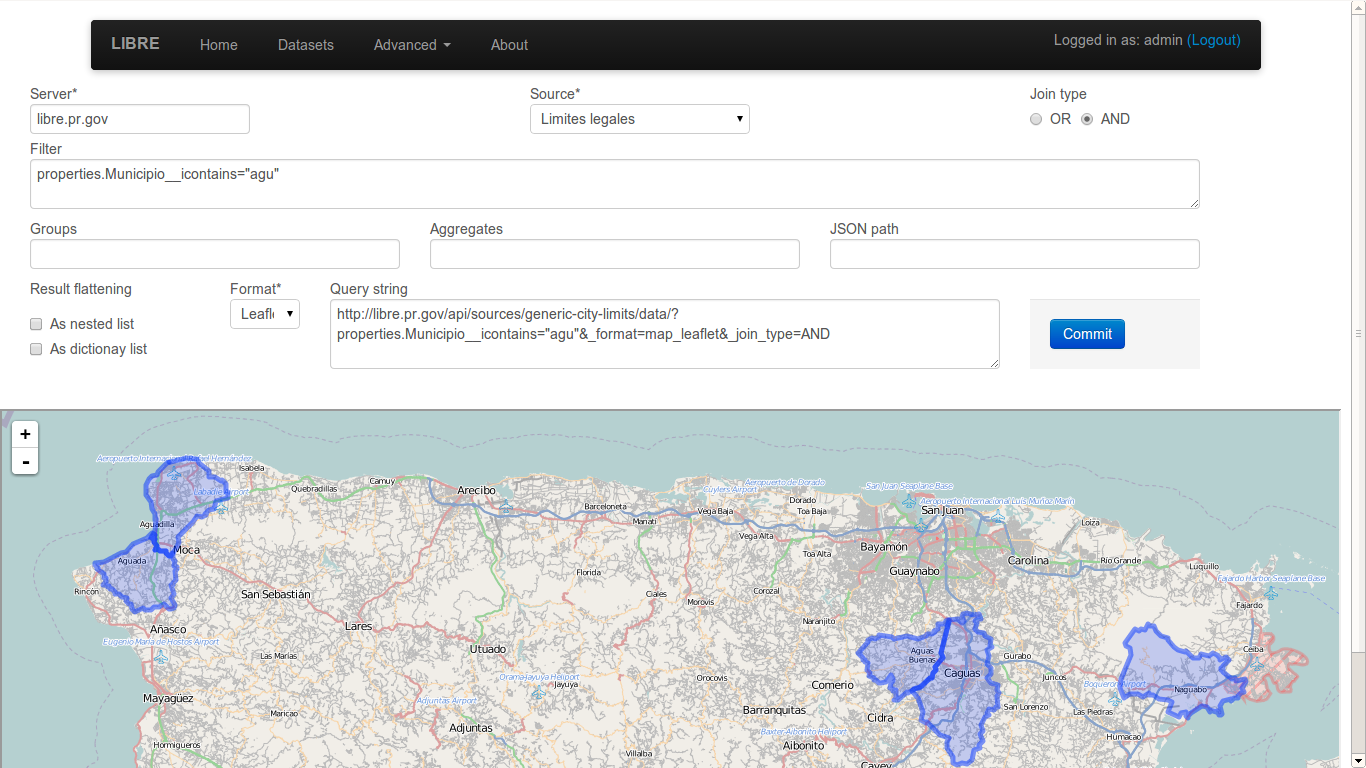 LIBRE Home Datasets Advanced About Logged in as: admin (Logout)
Server* Source* Join type
libre.pr.gov Limites legales OR AND
Filter
properties.Municipio__icontains="agu"
Groups Aggregates JSON path
Result flattening Format* Query string
As nested list
As dictionay list
Leafl
http://libre.pr.gov/api/sources/generic-city-limits/data/?
properties.Municipio__icontains="agu"&_format=map_leaflet&_join_type=AND
Commit
+
-
Aeropuerto Internacional Rafael Hernández
Isabela
Quebradillas
Camuy
Arecibo
Barceloneta
Manatí
Cuylers Airport
Vega Baja
Aeropuerto de Dorado
Dorado
Toa Baja
San Juan Seaplane Base
Aeropuerto Internacional Luis Muñoz Marín
San Juan
Loiza
Aguadilla
Moca
Aguada
Rincón
San Sebastián
Florida
Ciales
Morovis
Vega Alta
Toa Alta
Corozal
Bayamón
Guaynabo
Carolina
Río Grande
Luquillo
Fajardo Harbor Seaplane Base
Fajardo
Ceiba
Añasco
Eugenio María de Hostos Airport
Las Marias
Lares
Utuado
Naranjito
Aguas
Buenas
Caguas
Gurabo
Juncos
Boqueron Airport
Naguabo
Mayagüez
Maricao
Hormigueros
Adjuntas Airport
Adjuntas
Orama-Jayuya Heliport
Jayuya
Orocovis
Villalba
Comerío
Barranquitas
Baxter-Aibonito Heliport
Aibonito
Cidra
Cayey
San Lorenzo
Las Piedras
Humacao